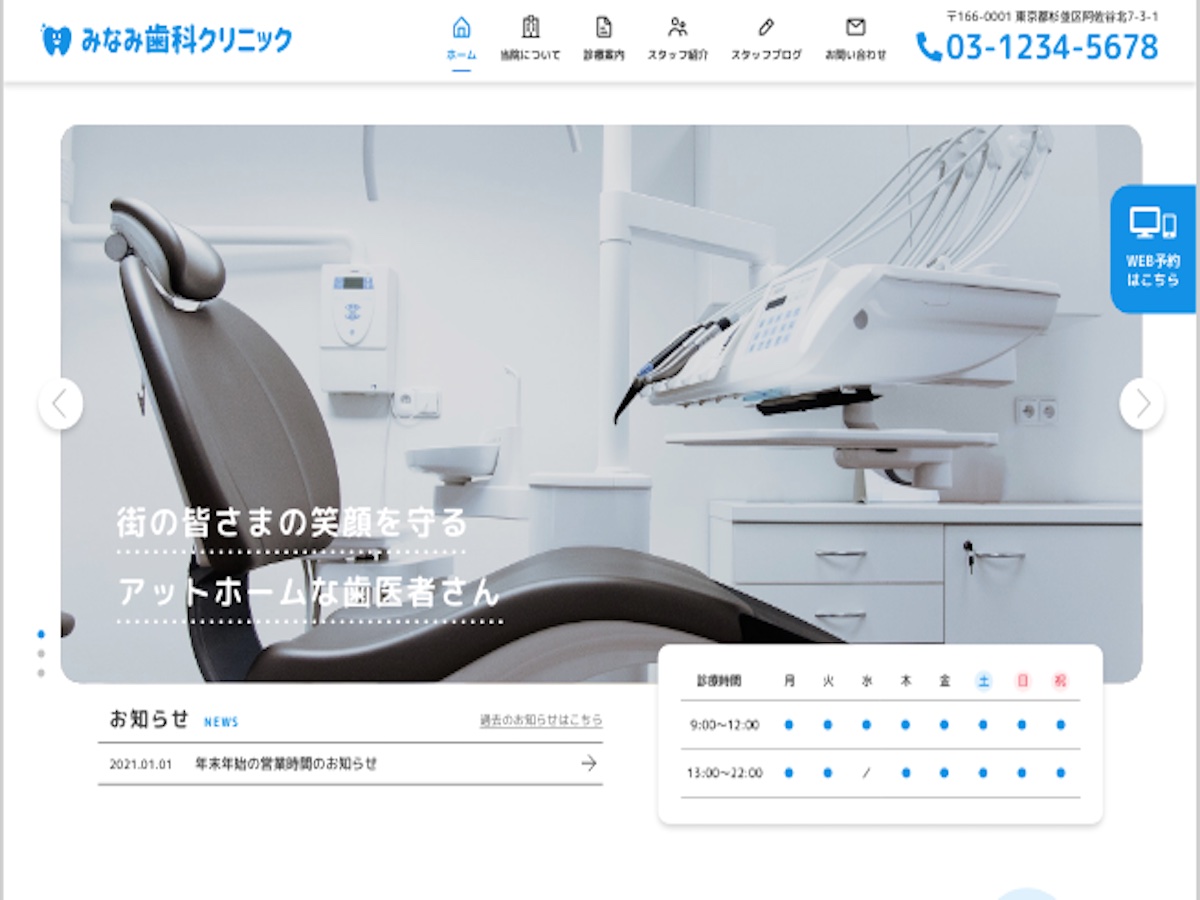 みなみ歯科クリニック
ホーム
当院について
診療案内
スタッフ紹介
スタッフブログ
お問い合わせ
〒166-0001 東京都杉並区阿佐谷北7-3-1
03-1234-5678
WEB予約
はこちら
街の皆さまの笑顔を守る
アットホームな歯医者さん
お知らせ NEWS
過去のお知らせはこちら
2021.01.01 年末年始の営業時間のお知らせ
診療時間 月 火 水 木 金 土 日 祝
9:00〜12:00 ● ● ● ● ● ● ● ●
13:00〜22:00 ● ● / ● ● ● ● ●